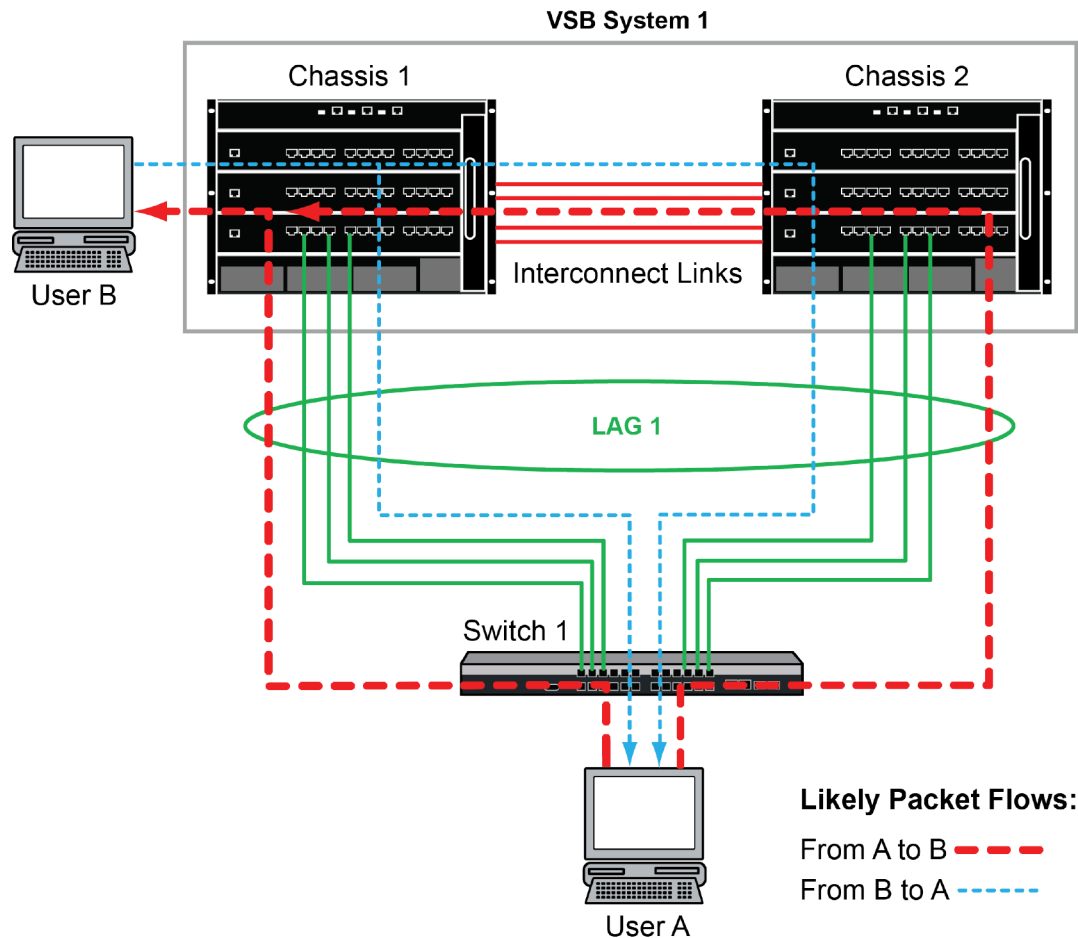 VSB System 1
Chassis 1
Chassis 2
User B
Interconnect Links
LAG 1
Switch 1
User A
Likely Packet Flows:
From A to B
From B to A